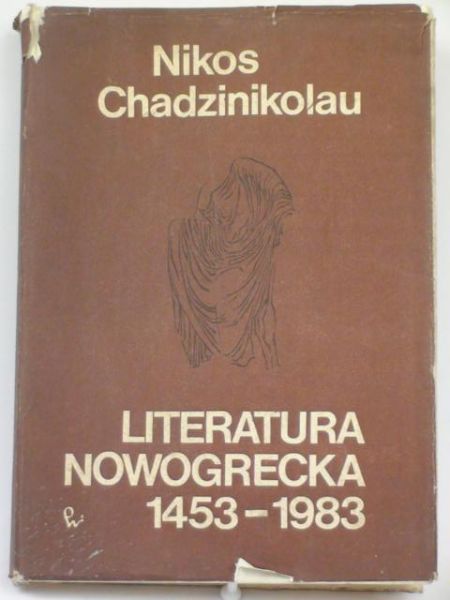 Nikos
Chadzinikolau
LITERATURA
NOWOGRECKA
1453-1983